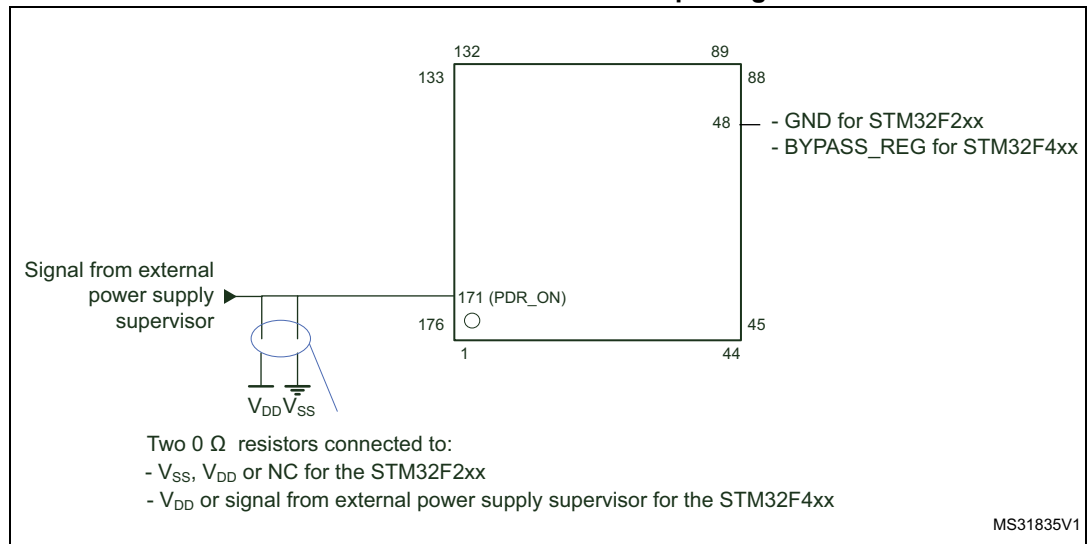 132
89
133
88
48
- GND for STM32F2xx
- BYPASS_REG for STM32F4xx
Signal from external
power supply
supervisor
171 (PDR_ON)
176
45
1
44
VDD VSS
Two 0 Ω resistors connected to:
- VSS, VDD or NC for the STM32F2xx
- VDD or signal from external power supply supervisor for the STM32F4xx
MS31835V1